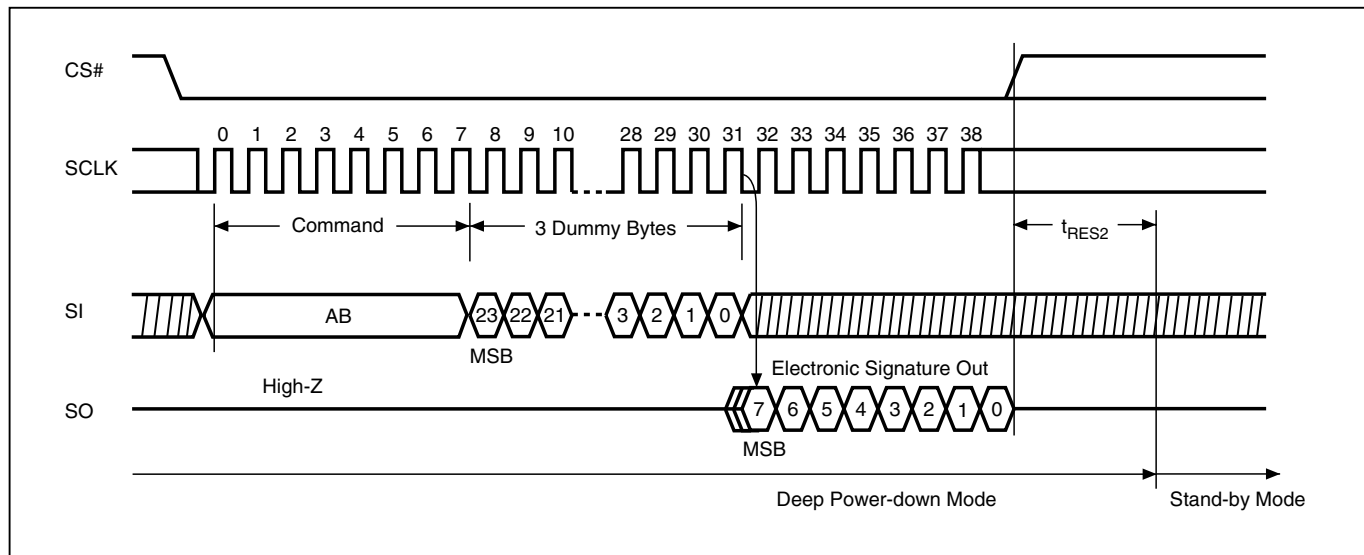 CS#
0 1 2 3 4 5 6 7 8 9 10 28 29 30 31 32 33 34 35 36 37 38
SCLK
Command 3 Dummy Bytes tRES2
SI AB 23 22 21 3 2 1 0
MSB
High-Z Electronic Signature Out
SO 7 6 5 4 3 2 1 0
MSB
Deep Power-down Mode Stand-by Mode